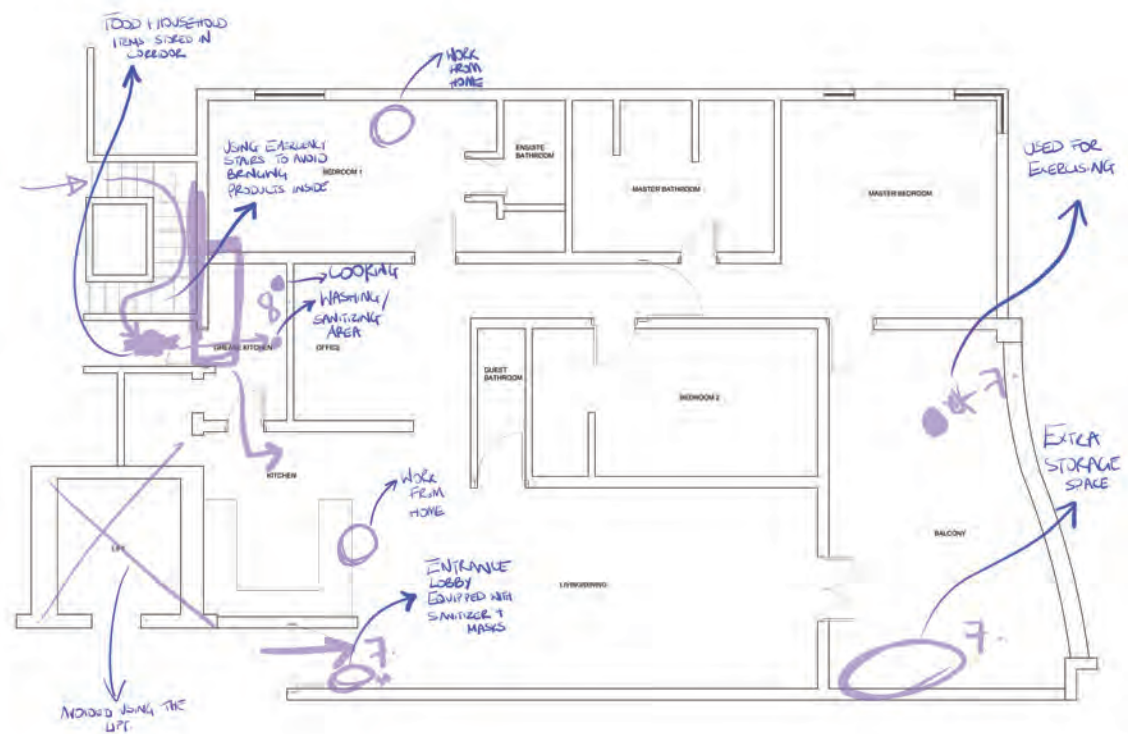 FOOD + HOUSEHOLD
ITEMS STORED IN
CORRIDOR
WORK
FROM
HOME
USING EMERGENCY
STAIRS TO AVOID
BRINGING
PRODUCTS INSIDE
BEDROOM 1
ENSUITE
BATHROOM
MASTER BATHROOM
MASTER BEDROOM
USED FOR
EXERCISING
COOKING
8
WASHING/
SANITIZING
AREA
GREASE KITCHEN
OFFICE
GUEST
BATHROOM
BEDROOM 2
7.
EXTRA
STORAGE
SPACE
KITCHEN
WORK
FROM
HOME
BALCONY
LIFT
ENTRANCE
LOBBY
EQUIPPED WITH
SANITIZER +
MASKS
LIVING/DINING
7.
7.
AVOIDED USING THE
LIFT.